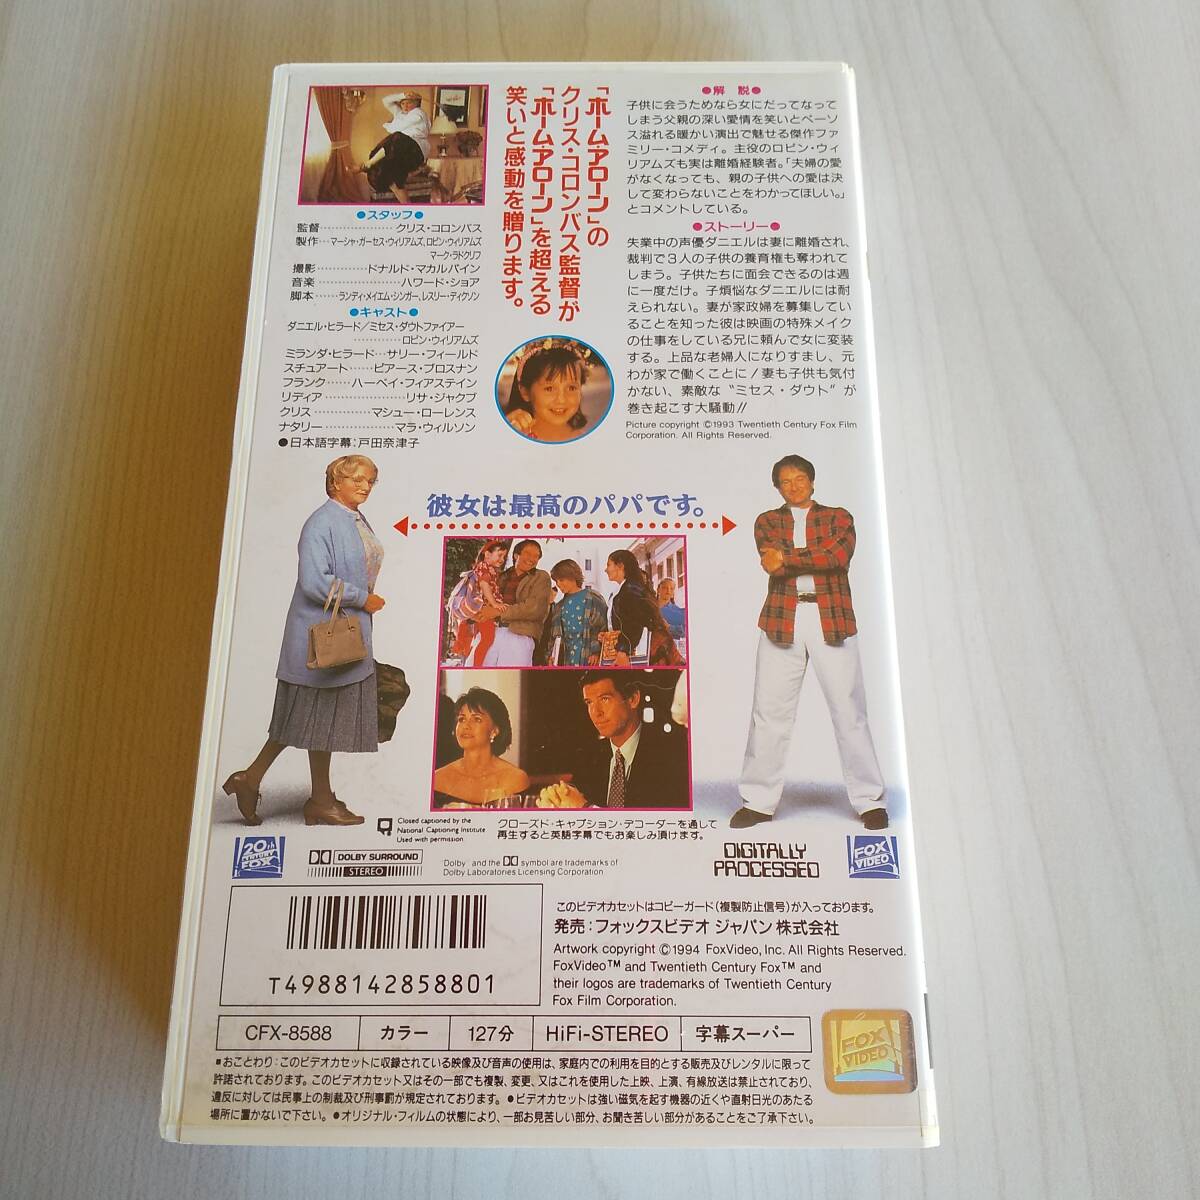 「ホーム・アローン」の
クリス・コロンバス監督が
「ホーム・アローン」を超える
笑いと感動を贈ります。
●スタッフ●
監督………………クリス・コロンバス
製作…マーシャ・ガーセス・ウィリアムズ、ロビン・ウィリアムズ
マーク・ラドクリフ
撮影…………ドナルド・マカルパイン
音楽………………ハワード・ショア
脚本……ランディ・メイエム・シンガー、レスリー・ディクソン
●キャスト●
ダニエル・ヒラード／ミセス・ダウトファイアー
………………ロビン・ウィリアムズ
ミランダ・ヒラード…サリー・フィールド
スチュアート……ピアース・ブロスナン
フランク……ハーベイ・フィアステイン
リディア………………リサ・ジャクブ
クリス…………マシュー・ローレンス
ナタリー…………マラ・ウィルソン
●日本語字幕：戸田奈津子
●解 説●
子供に会うためなら女にだってなって
しまう父親の深い愛情を笑いとペーソ
ス溢れる暖かい演出で魅せる傑作ファ
ミリー・コメディ。主役のロビン・ウィ
リアムズも実は離婚経験者。「夫婦の愛
がなくなっても、親の子供への愛は決
して変わらないことをわかってほしい。」
とコメントしている。
●ストーリー●
失業中の声優ダニエルは妻に離婚され、
裁判で３人の子供の養育権も奪われて
しまう。子供たちに面会できるのは週
に一度だけ。子煩悩なダニエルには耐
えられない。妻が家政婦を募集してい
ることを知った彼は映画の特殊メイク
の仕事をしている兄に頼んで女に変装
する。上品な老婦人になりすまし、元
わが家で働くことに！妻も子供も気付
かない、素敵な“ミセス・ダウト”が
巻き起こす大騒動!!
Picture copyright ©1993 Twentieth Century Fox Film
Corporation. All Rights Reserved.
彼女は最高のパパです。
Closed captioned by the
National Captioning Institute
Used with permission.
クローズド・キャプション・デコーダーを通して
再生すると英語字幕でもお楽しみ頂けます。
20th
CENTURY
FOX
DOLBY SURROUND
STEREO
Dolby and the DD symbol are trademarks of
Dolby Laboratories Licensing Corporation.
DIGITALLY
PROCESSED
FOX
VIDEO
T4988142858801
このビデオカセットはコピーガード（複製防止信号）が入っております。
発売：フォックスビデオ ジャパン 株式会社
Artwork copyright ©1994 FoxVideo, Inc. All Rights Reserved.
FoxVideo™ and Twentieth Century Fox™ and
their logos are trademarks of Twentieth Century
Fox Film Corporation.
CFX-8588 カラー 127分 HiFi-STEREO 字幕スーパー
FOX
VIDEO
■おことわり：このビデオカセットに収録されている映像及び音声の使用は、家庭内での利用を目的とする販売及びレンタルに限って
許諾されております。このビデオカセット又はその一部でも複製、変更、又はこれを使用した上映、上演、有線放送は禁止されており、
違反に対しては民事上の制裁及び刑事罰が規定されております。●ビデオカセットは強い磁気を起す機器の近くや直射日光のあたる
場所に置かないで下さい。●オリジナル・フィルムの状態により、一部お見苦しい部分、お聞き苦しい部分があることをご了承下さい。